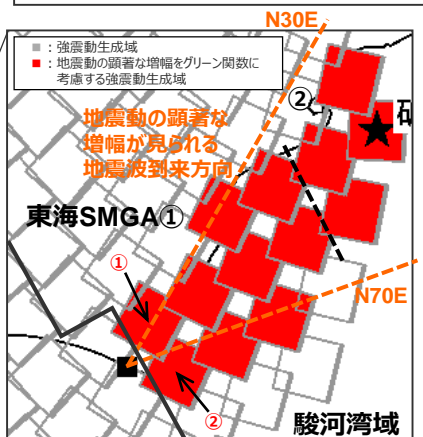 N30E
■：強震動生成域
■：地震動の顕著な増幅をグリーン関数に
考慮する強震動生成域
②
地震動の顕著な
増幅が見られる
地震波到来方向
東海SMGA①
①
N70E
②
駿河湾域